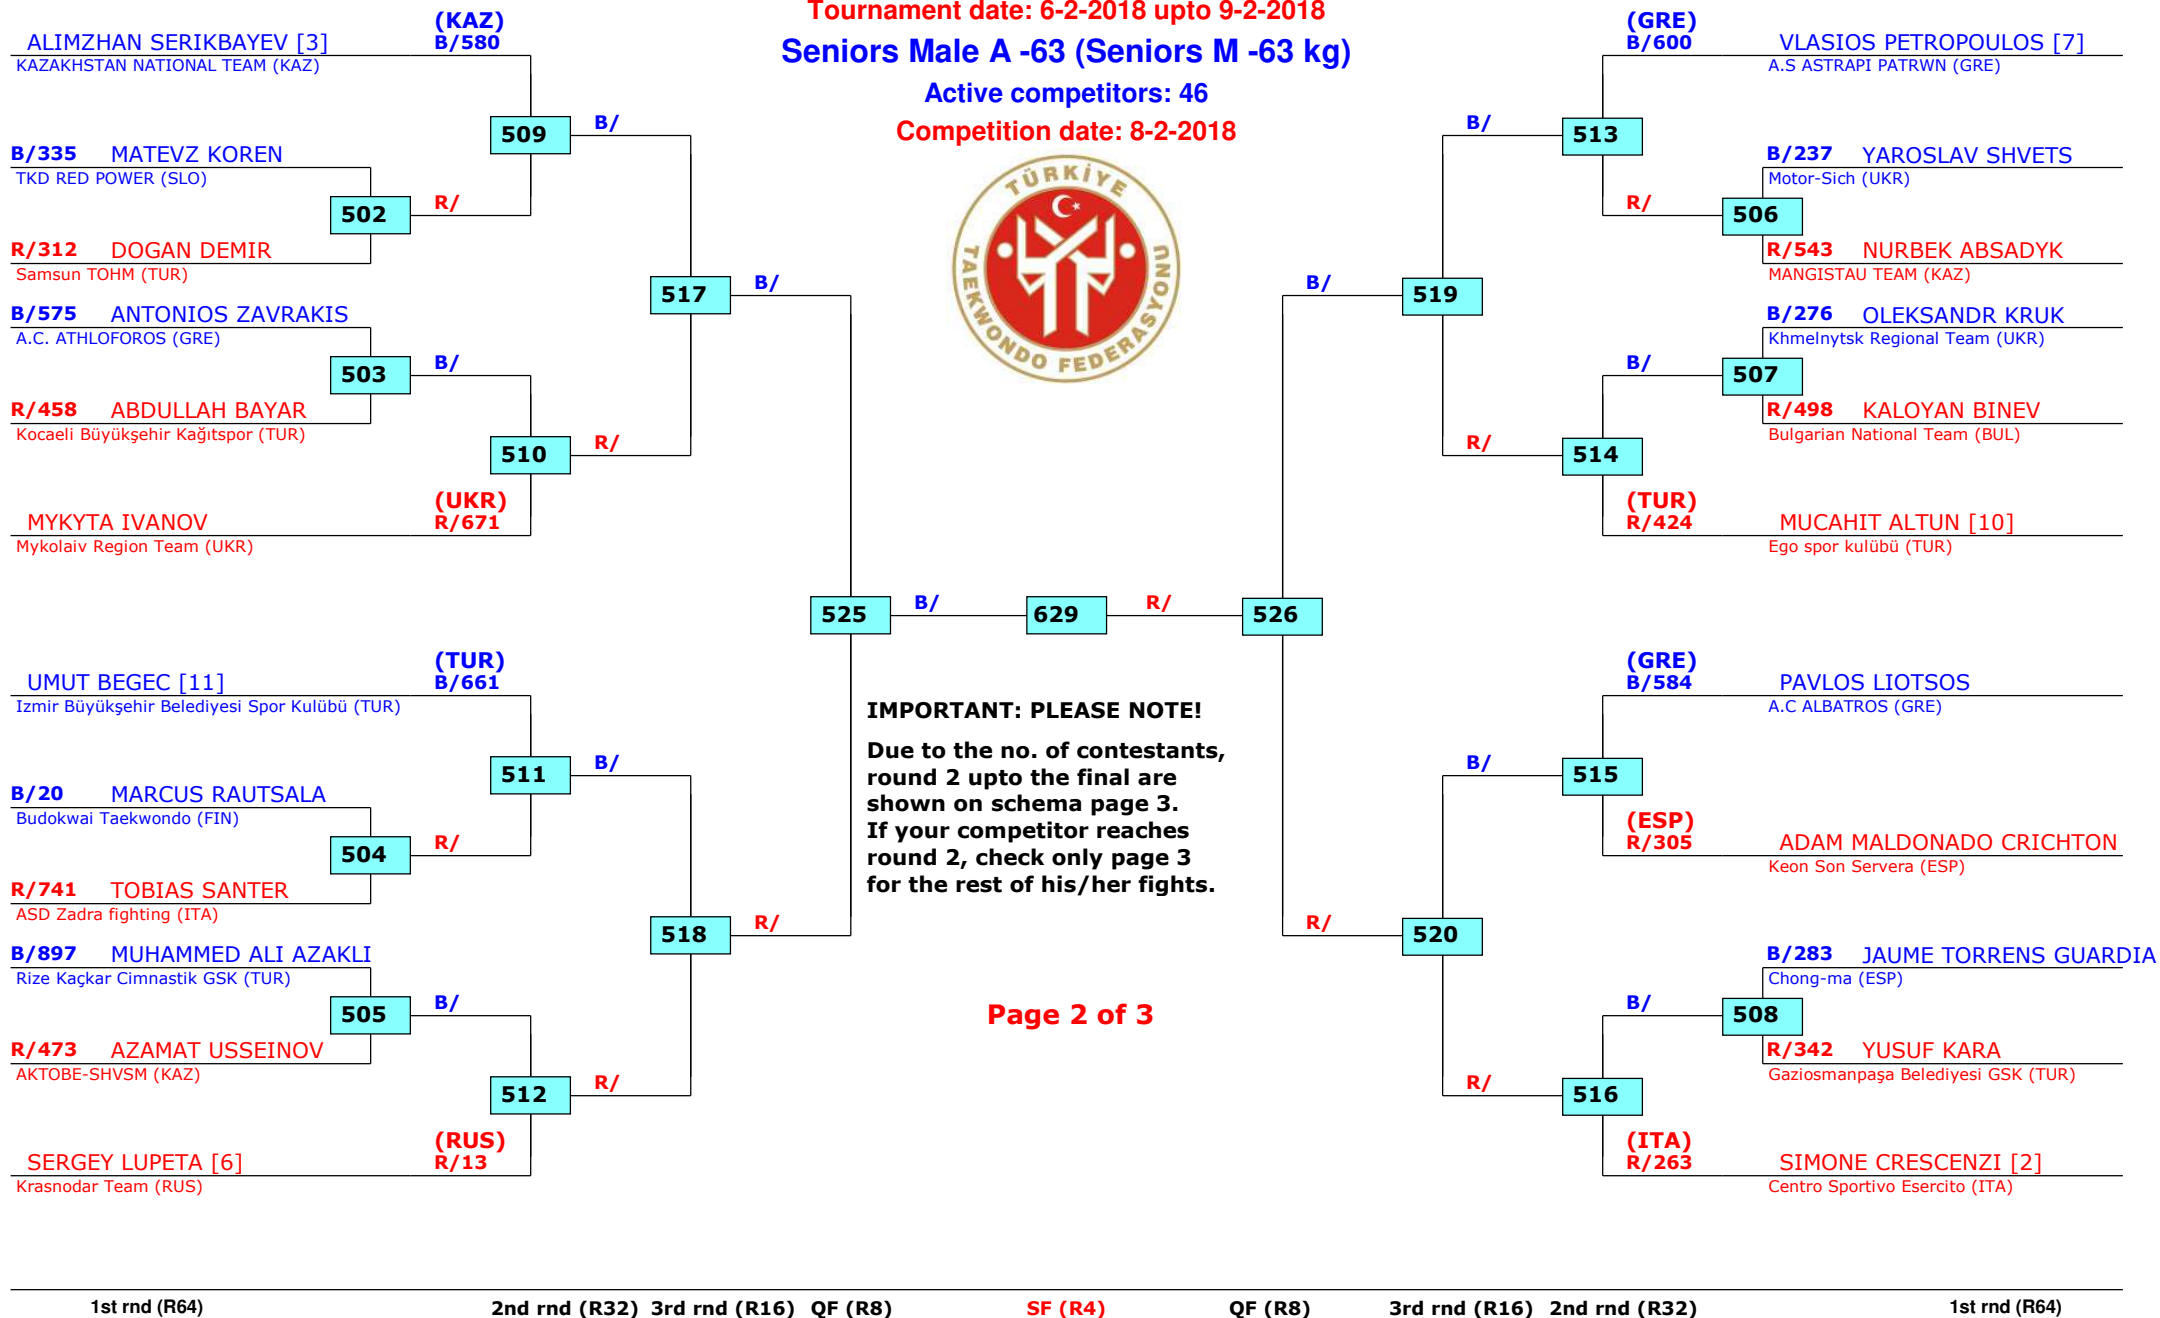 Tournament date: 6-2-2018 upto 9-2-2018
Seniors Male A -63 (Seniors M -63 kg)
Active competitors: 46
Competition date: 8-2-2018
TÜRKİYE
TAEKWONDO FEDERASYONU
(KAZ)
ALIMZHAN SERIKBAYEV [3] B/580
KAZAKHSTAN NATIONAL TEAM (KAZ)
509 B/
B/335 MATEVZ KOREN
TKD RED POWER (SLO)
502 R/
R/312 DOGAN DEMIR
Samsun TOHM (TUR)
517 B/
B/575 ANTONIOS ZAVRAKIS
A.C. ATHLOFOROS (GRE)
503 B/
R/458 ABDULLAH BAYAR
Kocaeli Büyükşehir Kağıtspor (TUR)
510 R/
(UKR)
MYKYTA IVANOV R/671
Mykolaiv Region Team (UKR)
525 B/ 629 R/ 526
(TUR)
UMUT BEGEC [11] B/661
Izmir Büyükşehir Belediyesi Spor Kulübü (TUR)
511 B/
B/20 MARCUS RAUTSALA
Budokwai Taekwondo (FIN)
504 R/
R/741 TOBIAS SANTER
ASD Zadra fighting (ITA)
518 R/
B/897 MUHAMMED ALI AZAKLI
Rize Kaçkar Cimnastik GSK (TUR)
505 B/
R/473 AZAMAT USSEINOV
AKTOBE-SHVSM (KAZ)
512 R/
(RUS)
SERGEY LUPETA [6] R/13
Krasnodar Team (RUS)
IMPORTANT: PLEASE NOTE!
Due to the no. of contestants,
round 2 upto the final are
shown on schema page 3.
If your competitor reaches
round 2, check only page 3
for the rest of his/her fights.
Page 2 of 3
(GRE)
B/600 VLASIOS PETROPOULOS [7]
A.S ASTRAPI PATRWN (GRE)
B/ 513
B/237 YAROSLAV SHVETS
Motor-Sich (UKR)
R/ 506
R/543 NURBEK ABSADYK
MANGISTAU TEAM (KAZ)
B/ 519
B/276 OLEKSANDR KRUK
Khmelnytsk Regional Team (UKR)
B/ 507
R/498 KALOYAN BINEV
Bulgarian National Team (BUL)
R/ 514
(TUR)
R/424 MUCAHIT ALTUN [10]
Ego spor kulübü (TUR)
(GRE)
B/584 PAVLOS LIOTSOS
A.C ALBATROS (GRE)
B/ 515
(ESP)
R/305 ADAM MALDONADO CRICHTON
Keon Son Servera (ESP)
R/ 520
B/283 JAUME TORRENS GUARDIA
Chong-ma (ESP)
B/ 508
R/342 YUSUF KARA
Gaziosmanpaşa Belediyesi GSK (TUR)
R/ 516
(ITA)
R/263 SIMONE CRESCENZI [2]
Centro Sportivo Esercito (ITA)
1st rnd (R64) 2nd rnd (R32) 3rd rnd (R16) QF (R8) SF (R4) QF (R8) 3rd rnd (R16) 2nd rnd (R32) 1st rnd (R64)